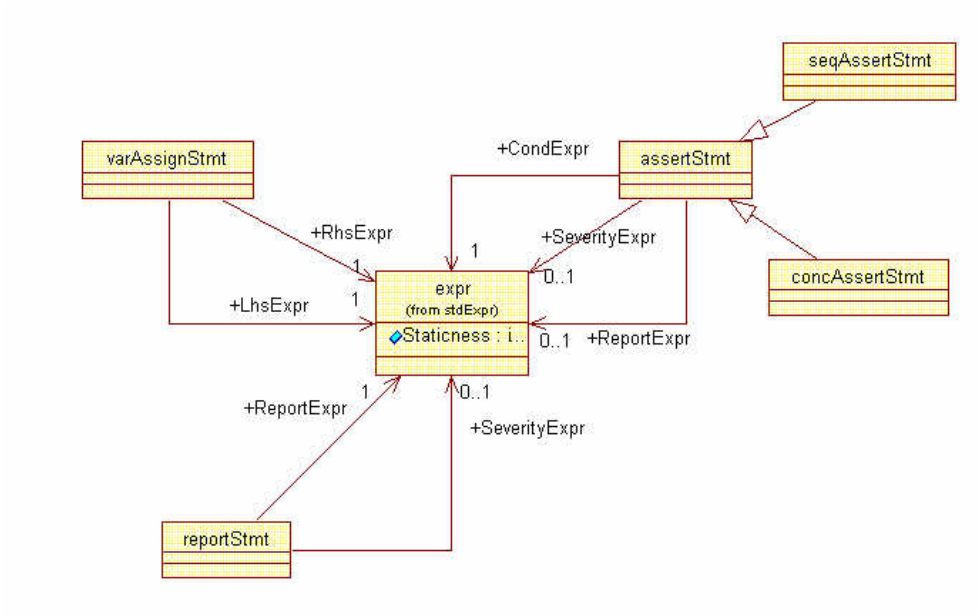 seqAssertStmt
+CondExpr
varAssignStmt
assertStmt
+RhsExpr
+SeverityExpr
1
1
0..1
concAssertStmt
expr
1
(from stdExpr)
+LhsExpr
Staticness : i..
0..1
+ReportExpr
1
0..1
+ReportExpr
+SeverityExpr
reportStmt